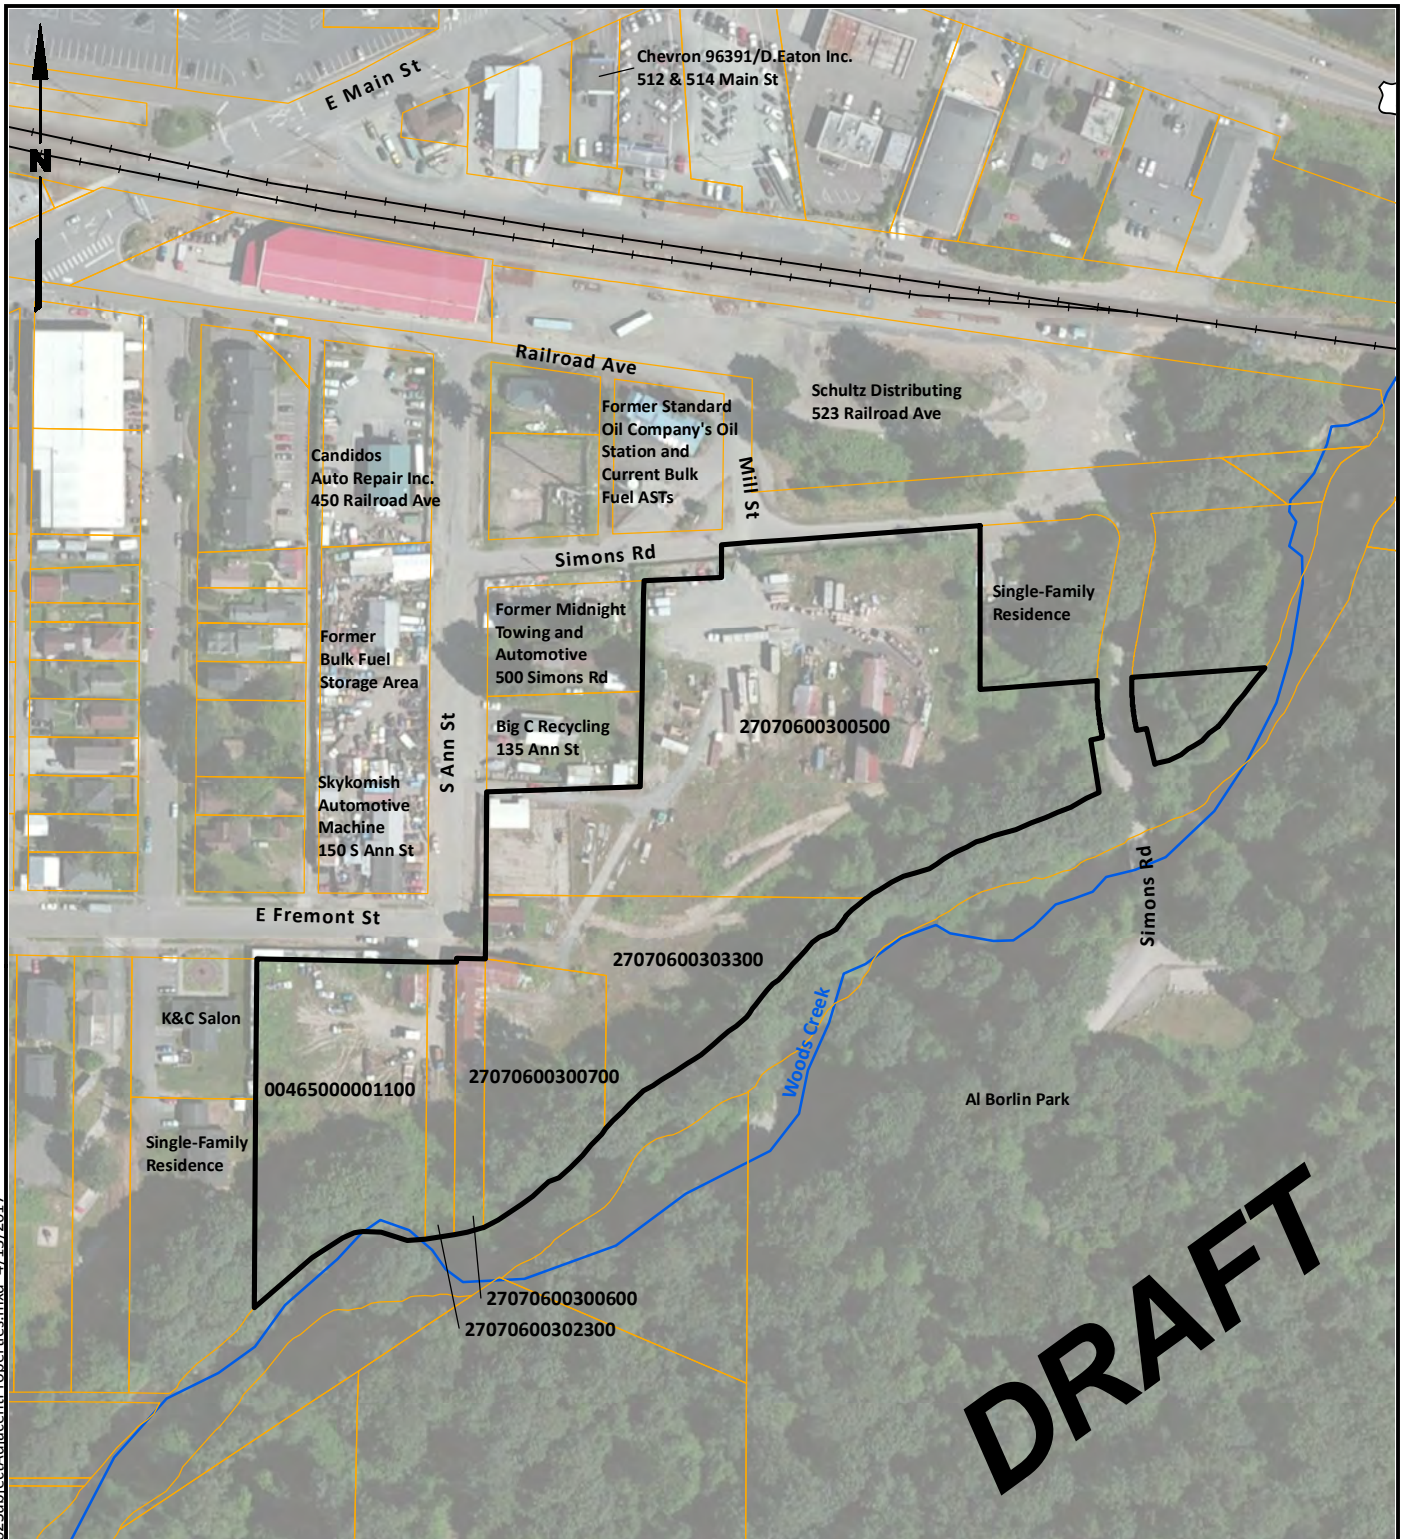 Chevron 96391/D.Eaton Inc.
512 & 514 Main St
E Main St
N
Railroad Ave
Schultz Distributing
523 Railroad Ave
Former Standard
Oil Company's Oil
Station and
Current Bulk
Fuel ASTs
Mill St
Candidos
Auto Repair Inc.
450 Railroad Ave
Simons Rd
Single-Family
Residence
Former Midnight
Towing and
Automotive
500 Simons Rd
Former
Bulk Fuel
Storage Area
S Ann St
Big C Recycling
135 Ann St
27070600300500
Skykomish
Automotive
Machine
150 S Ann St
Simons Rd
E Fremont St
27070600303300
K&C Salon
Woods Creek
27070600300700
00465000001100
Al Borlin Park
Single-Family
Residence
27070600300600
27070600302300
DRAFT